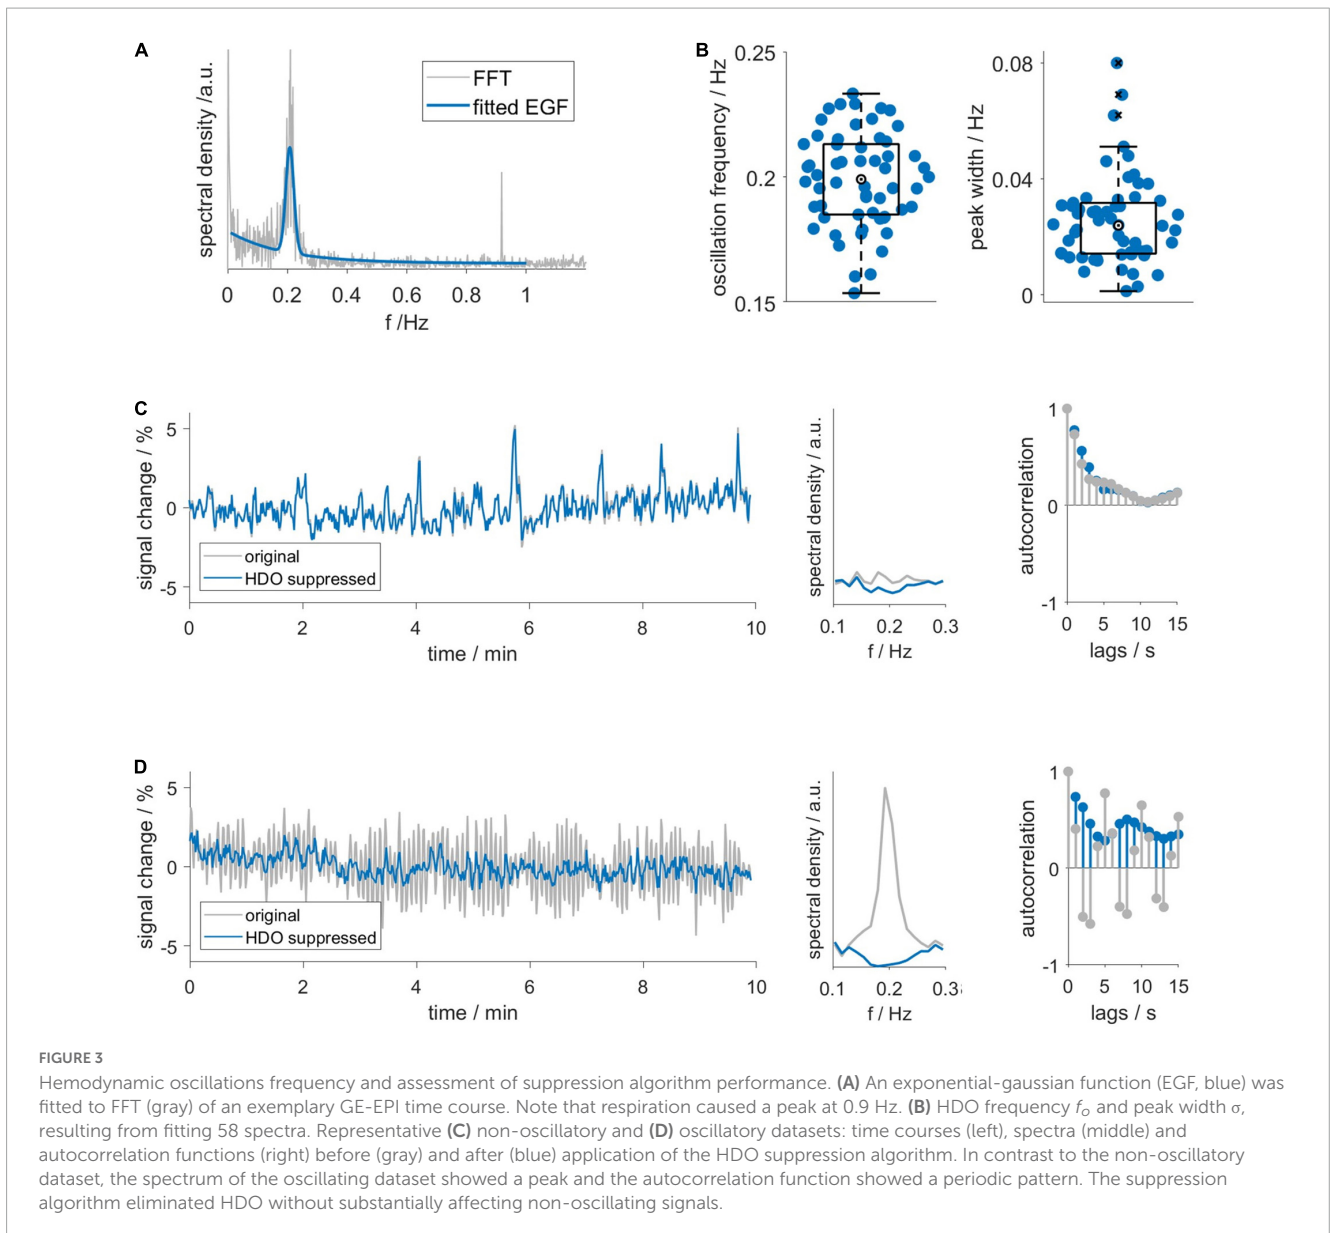 A
spectral density /a.u.
FFT
fitted EGF
0 0.2 0.4 0.6 0.8 1
f /Hz
B
oscillation frequency / Hz
0.25
0.2
0.15
peak width / Hz
0.08
0.04
0
C
signal change / %
5
0
-5
original
HDO suppressed
0 2 4 6 8 10
time / min
spectral density / a.u.
0.1 0.2 0.3
f / Hz
autocorrelation
1
0
-1
0 5 10 15
lags / s
D
signal change / %
5
0
-5
original
HDO suppressed
0 2 4 6 8 10
time / min
spectral density / a.u.
0.1 0.2 0.3
f / Hz
autocorrelation
1
0
-1
0 5 10 15
lags / s
FIGURE 3
Hemodynamic oscillations frequency and assessment of suppression algorithm performance. (A) An exponential-gaussian function (EGF, blue) was
fitted to FFT (gray) of an exemplary GE-EPI time course. Note that respiration caused a peak at 0.9 Hz. (B) HDO frequency fo and peak width σ,
resulting from fitting 58 spectra. Representative (C) non-oscillatory and (D) oscillatory datasets: time courses (left), spectra (middle) and
autocorrelation functions (right) before (gray) and after (blue) application of the HDO suppression algorithm. In contrast to the non-oscillatory
dataset, the spectrum of the oscillating dataset showed a peak and the autocorrelation function showed a periodic pattern. The suppression
algorithm eliminated HDO without substantially affecting non-oscillating signals.